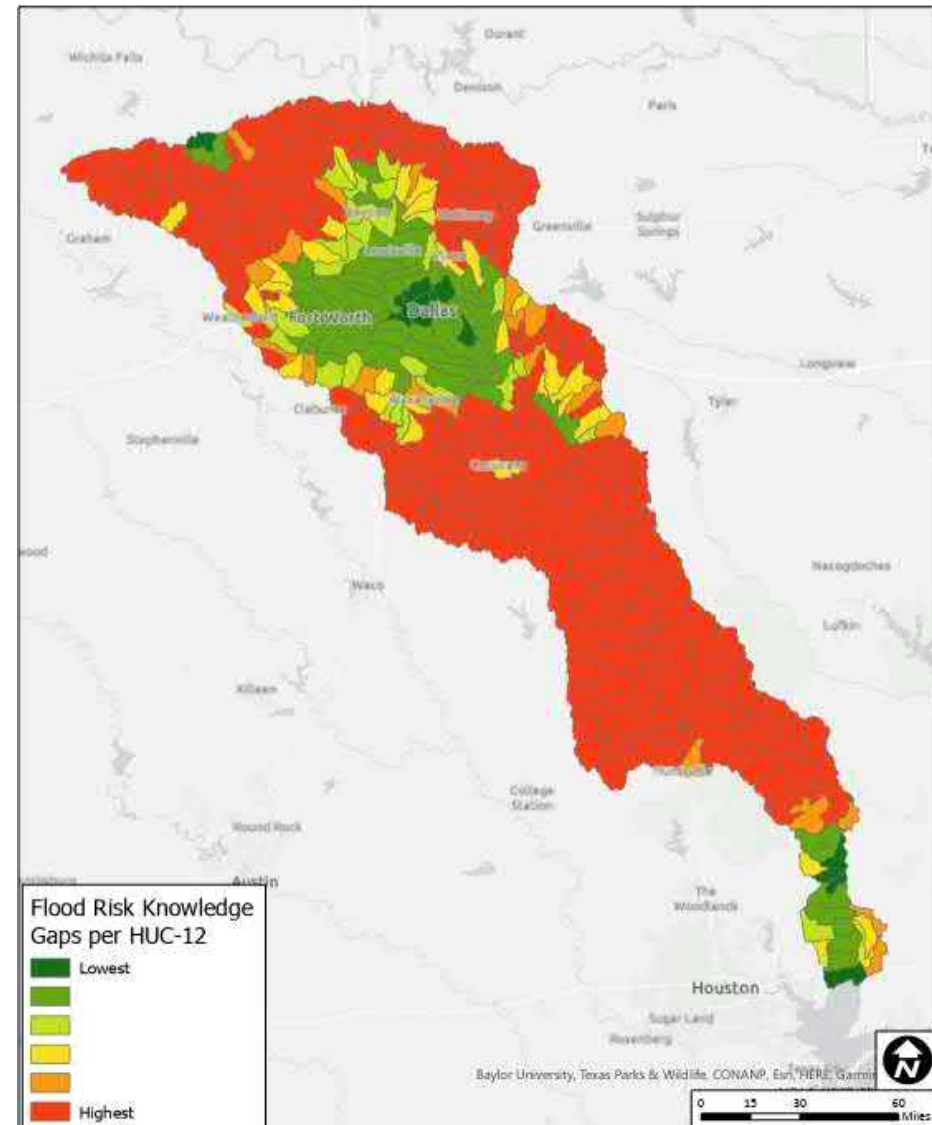 Durant
Wichita Falls
Denison
Paris
Graham
Greenville
Sulphur
Springs
Fort Worth
Dallas
Longview
Tyler
Cleburne
Stephenville
Nacogdoches
Waco
Lufkin
Killeen
College
Station
Round Rock
Austin
The
Woodlands
Houston
Sugar Land
Rosenberg
Flood Risk Knowledge
Gaps per HUC-12
Lowest
Highest
Baylor University, Texas Parks & Wildlife, CONANP, Esri, HERE, Garmin
N
0 15 30 60
Miles